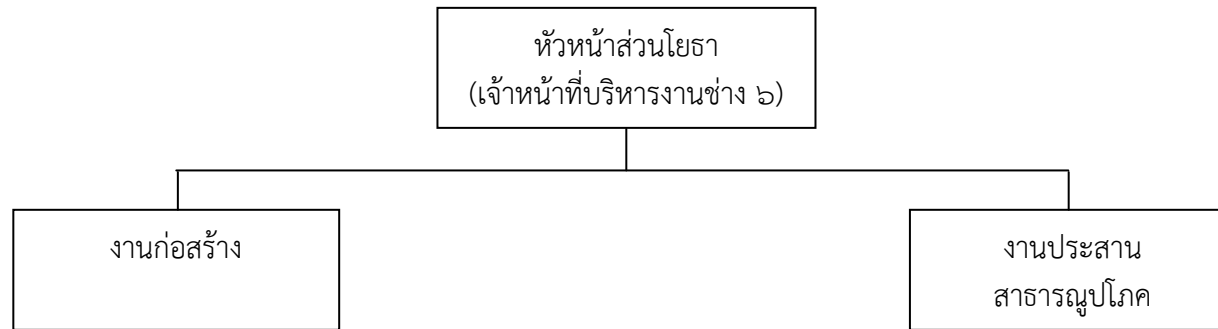 หัวหน้าส่วนโยธา
(เจ้าหน้าที่บริหารงานช่าง ๖)
งานก่อสร้าง
งานประสาน
สาธารณูปโภค